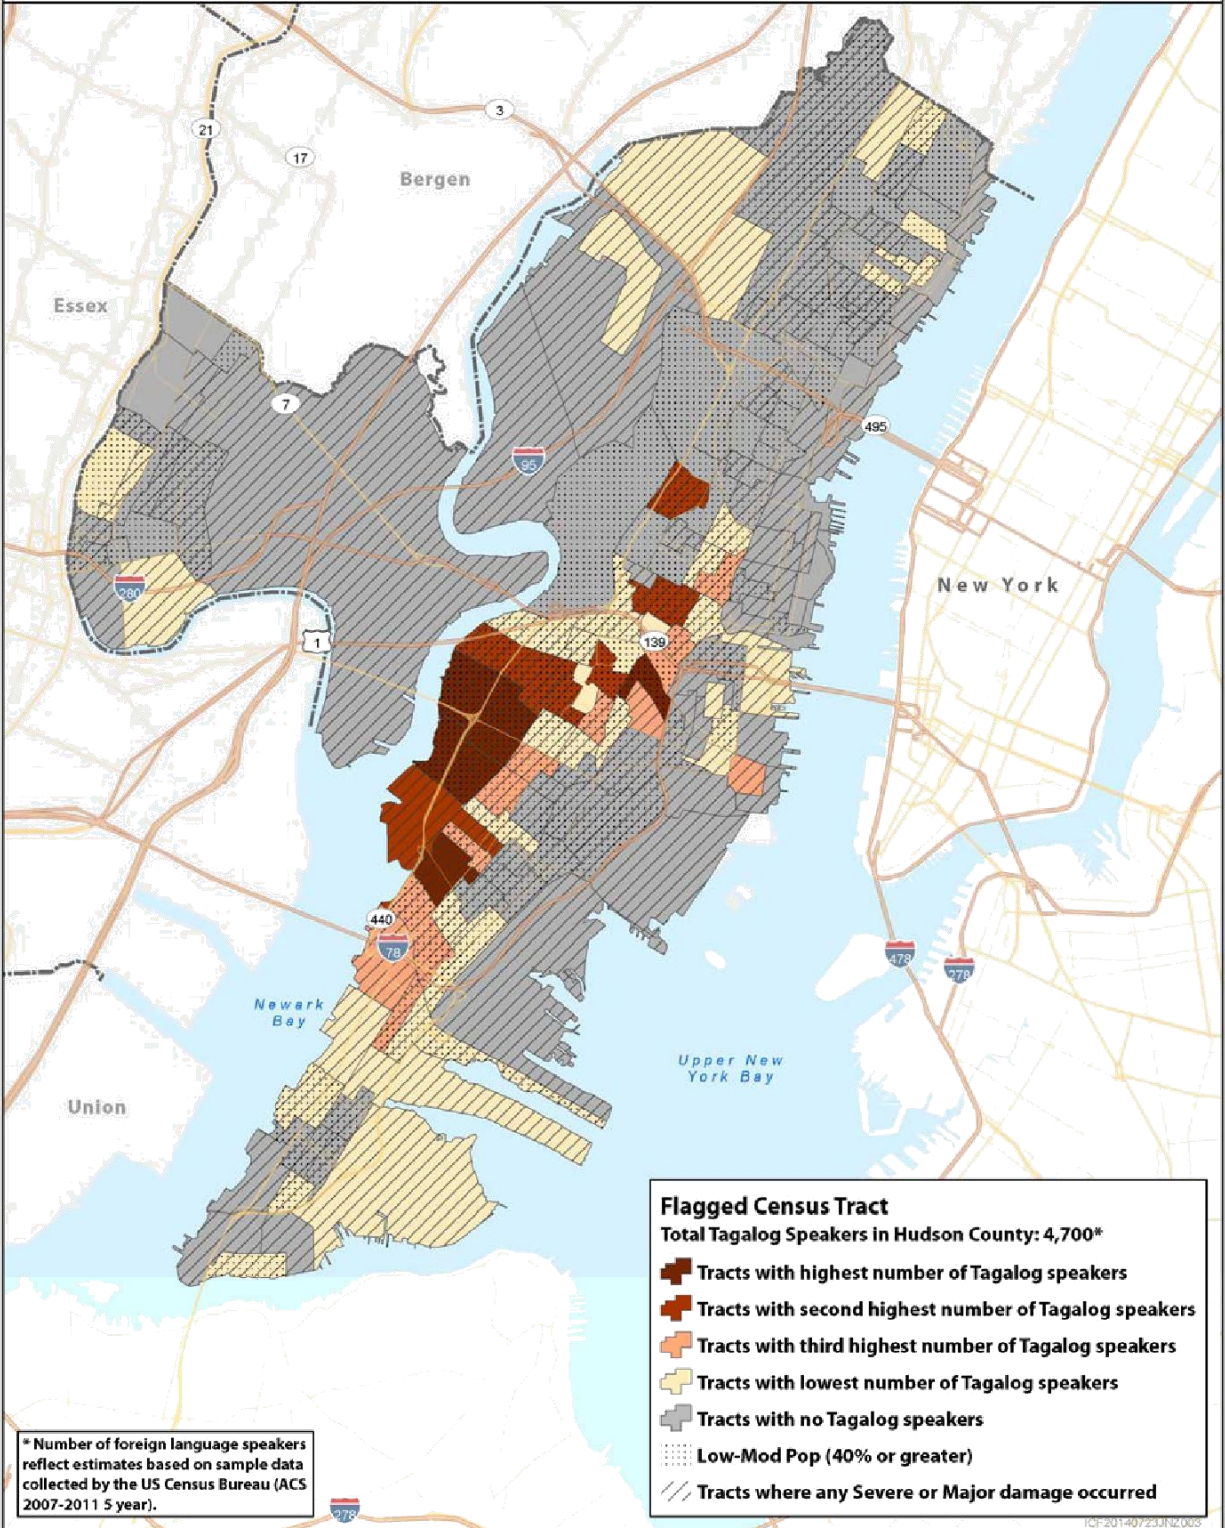 3
21
17
Bergen
Essex
7
495
95
New York
280
1
139
440
78
478
278
Newark
Bay
Upper New
York Bay
Union
Flagged Census Tract
Total Tagalog Speakers in Hudson County: 4,700*
Tracts with highest number of Tagalog speakers
Tracts with second highest number of Tagalog speakers
Tracts with third highest number of Tagalog speakers
Tracts with lowest number of Tagalog speakers
Tracts with no Tagalog speakers
Low-Mod Pop (40% or greater)
Tracts where any Severe or Major damage occurred
* Number of foreign language speakers
reflect estimates based on sample data
collected by the US Census Bureau (ACS
2007-2011 5 year).
278
ICF20140723JNZ003